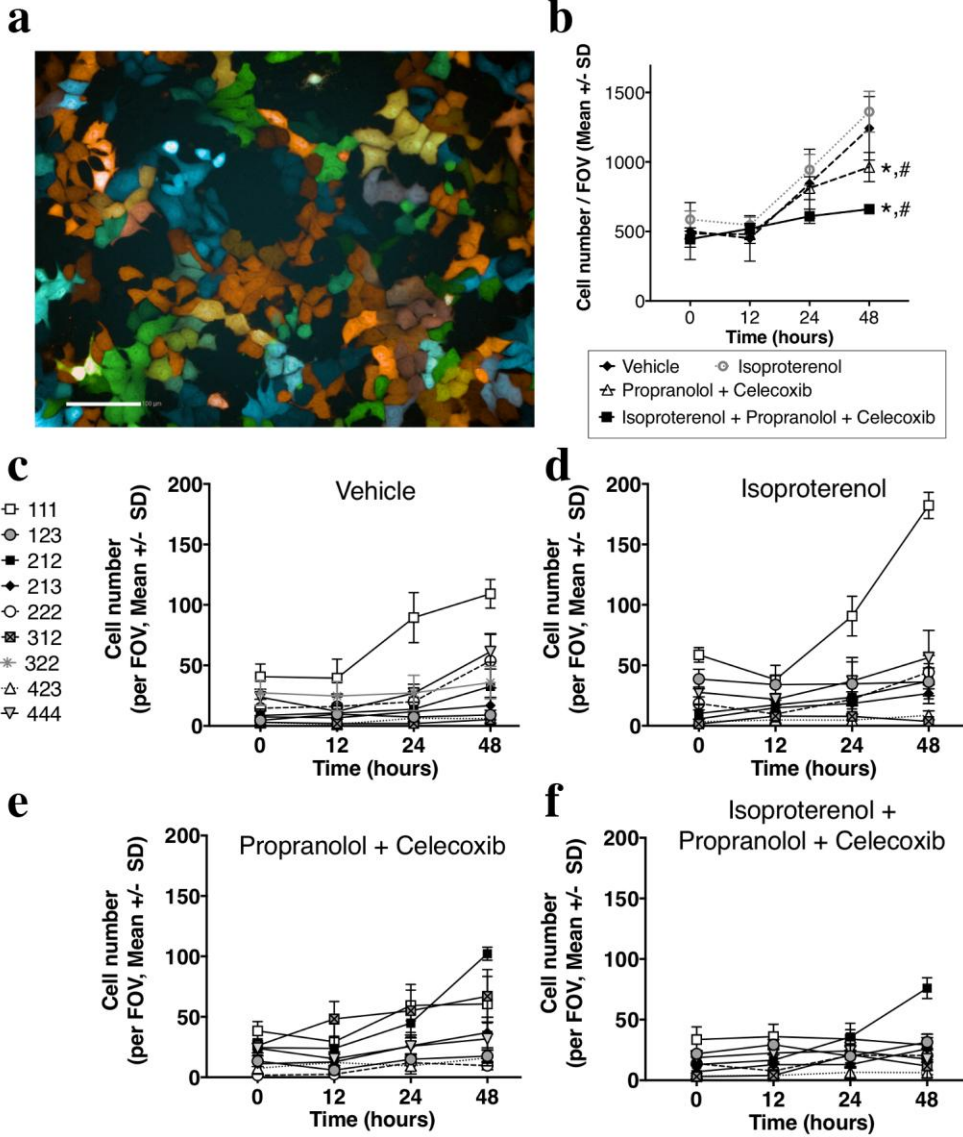 a
100 µm
b
Cell number / FOV (Mean +/- SD)
1500
1000
500
0
*,#
*,#
0 12 24 48
Time (hours)
Vehicle Isoproterenol
Propranolol + Celecoxib
Isoproterenol + Propranolol + Celecoxib
c
111
123
212
213
222
312
322
423
444
Vehicle
Cell number
(per FOV, Mean +/- SD)
200
150
100
50
0
0 12 24 48
Time (hours)
d
Isoproterenol
Cell number
(per FOV, Mean +/- SD)
200
150
100
50
0
0 12 24 48
Time (hours)
e
Propranolol + Celecoxib
Cell number
(per FOV, Mean +/- SD)
200
150
100
50
0
0 12 24 48
Time (hours)
f
Isoproterenol +
Propranolol + Celecoxib
Cell number
(per FOV, Mean +/- SD)
200
150
100
50
0
0 12 24 48
Time (hours)